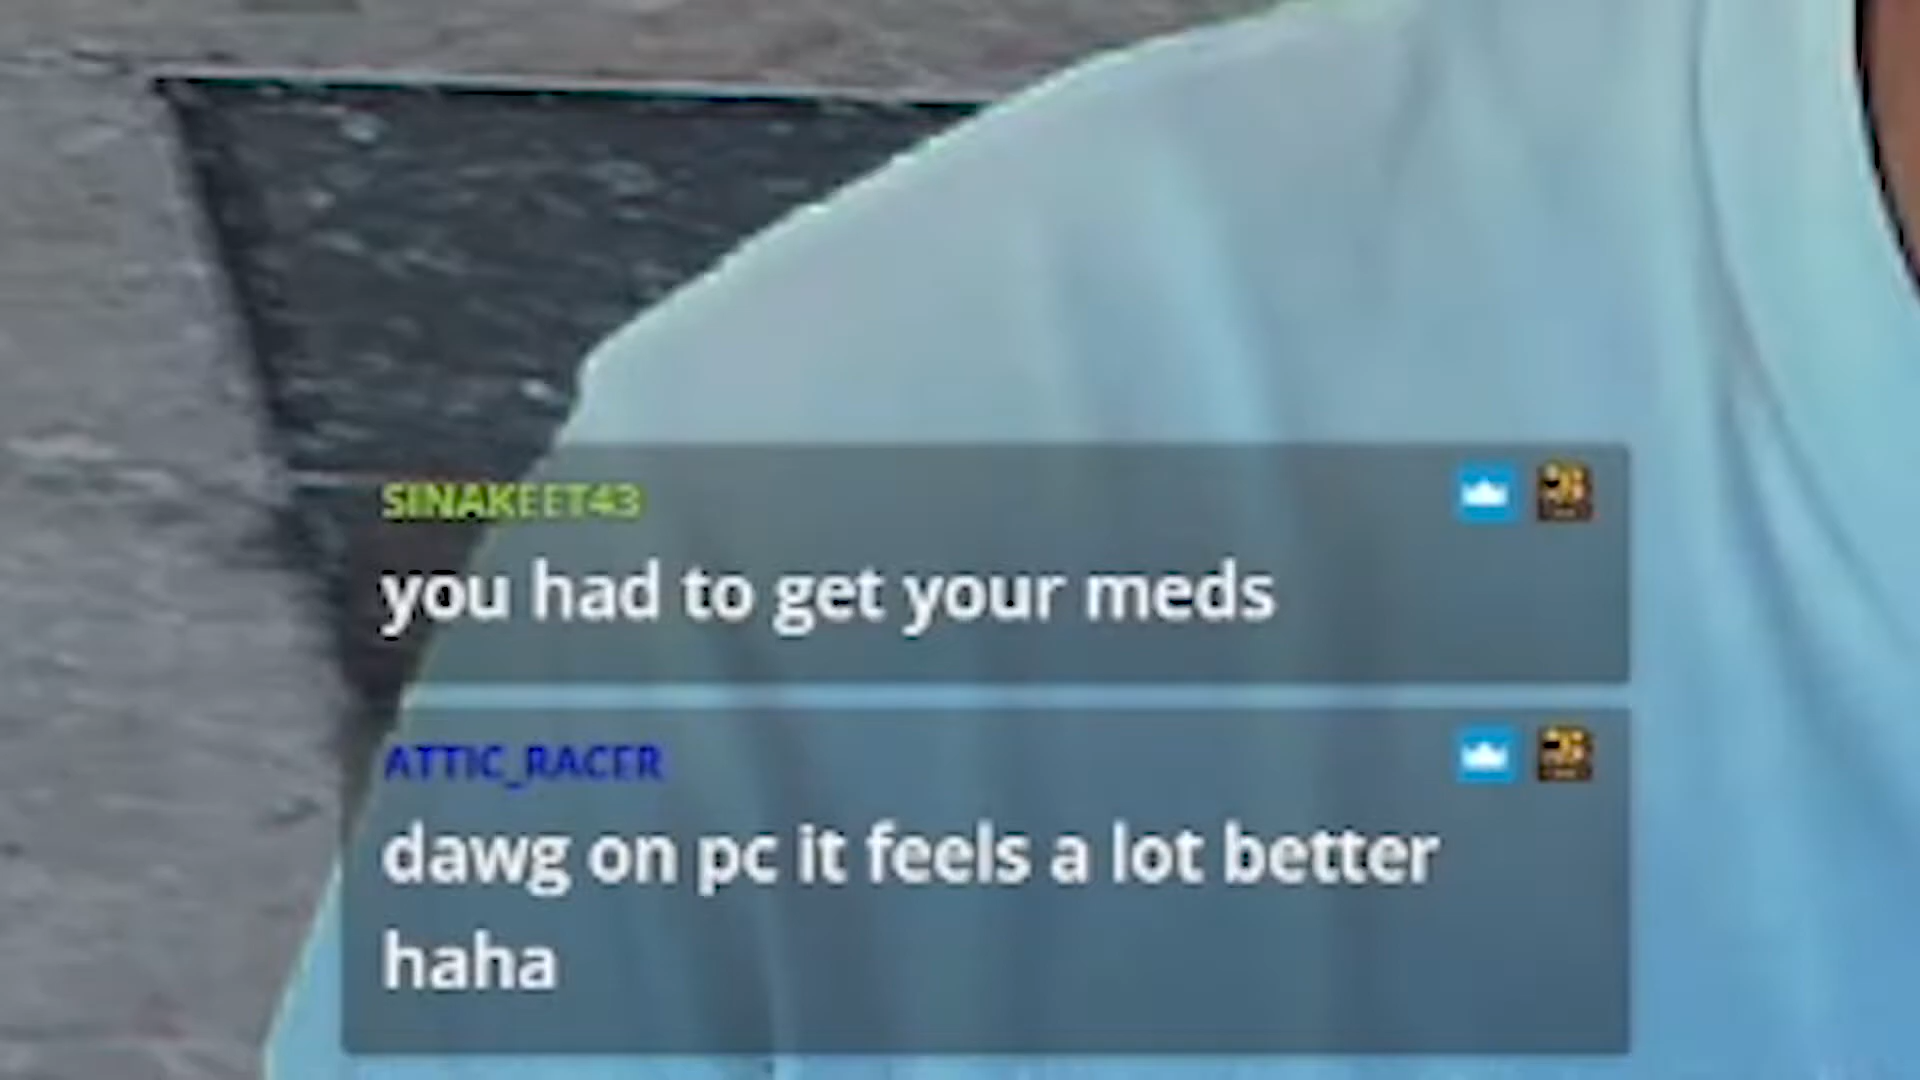 SINAKEET43
you had to get your meds
ATTIC_RACER
dawg on pc it feels a lot better
haha